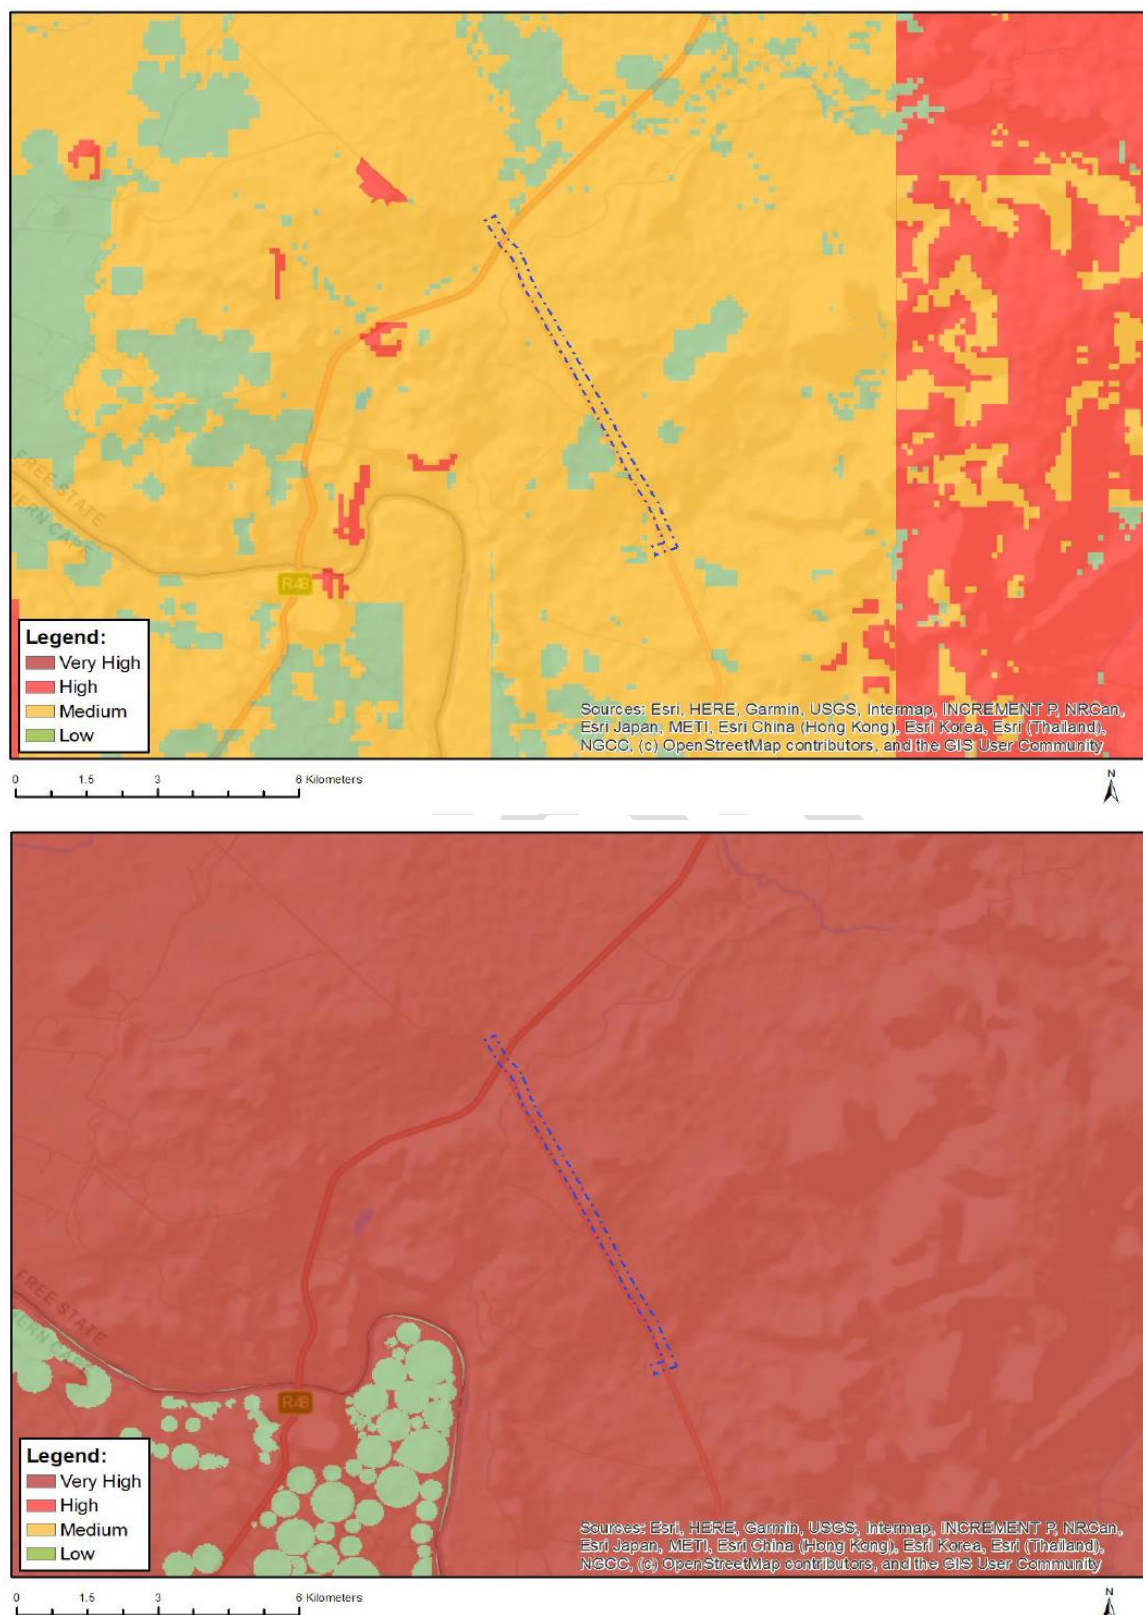 FREE STATE
HERN CAPE
R48
Legend:
Very High
High
Medium
Low
Sources: Esri, HERE, Garmin, USGS, Intermap, INCREMENT P, NRCan,
Esri Japan, METI, Esri China (Hong Kong), Esri Korea, Esri (Thailand),
NGCC, (c) OpenStreetMap contributors, and the GIS User Community
0 1.5 3 6 Kilometers
N
FREE STATE
HERN CAPE
R48
Legend:
Very High
High
Medium
Low
Sources: Esri, HERE, Garmin, USGS, Intermap, INCREMENT P, NRCan,
Esri Japan, METI, Esri China (Hong Kong), Esri Korea, Esri (Thailand),
NGCC, (c) OpenStreetMap contributors, and the GIS User Community
0 1.5 3 6 Kilometers
N